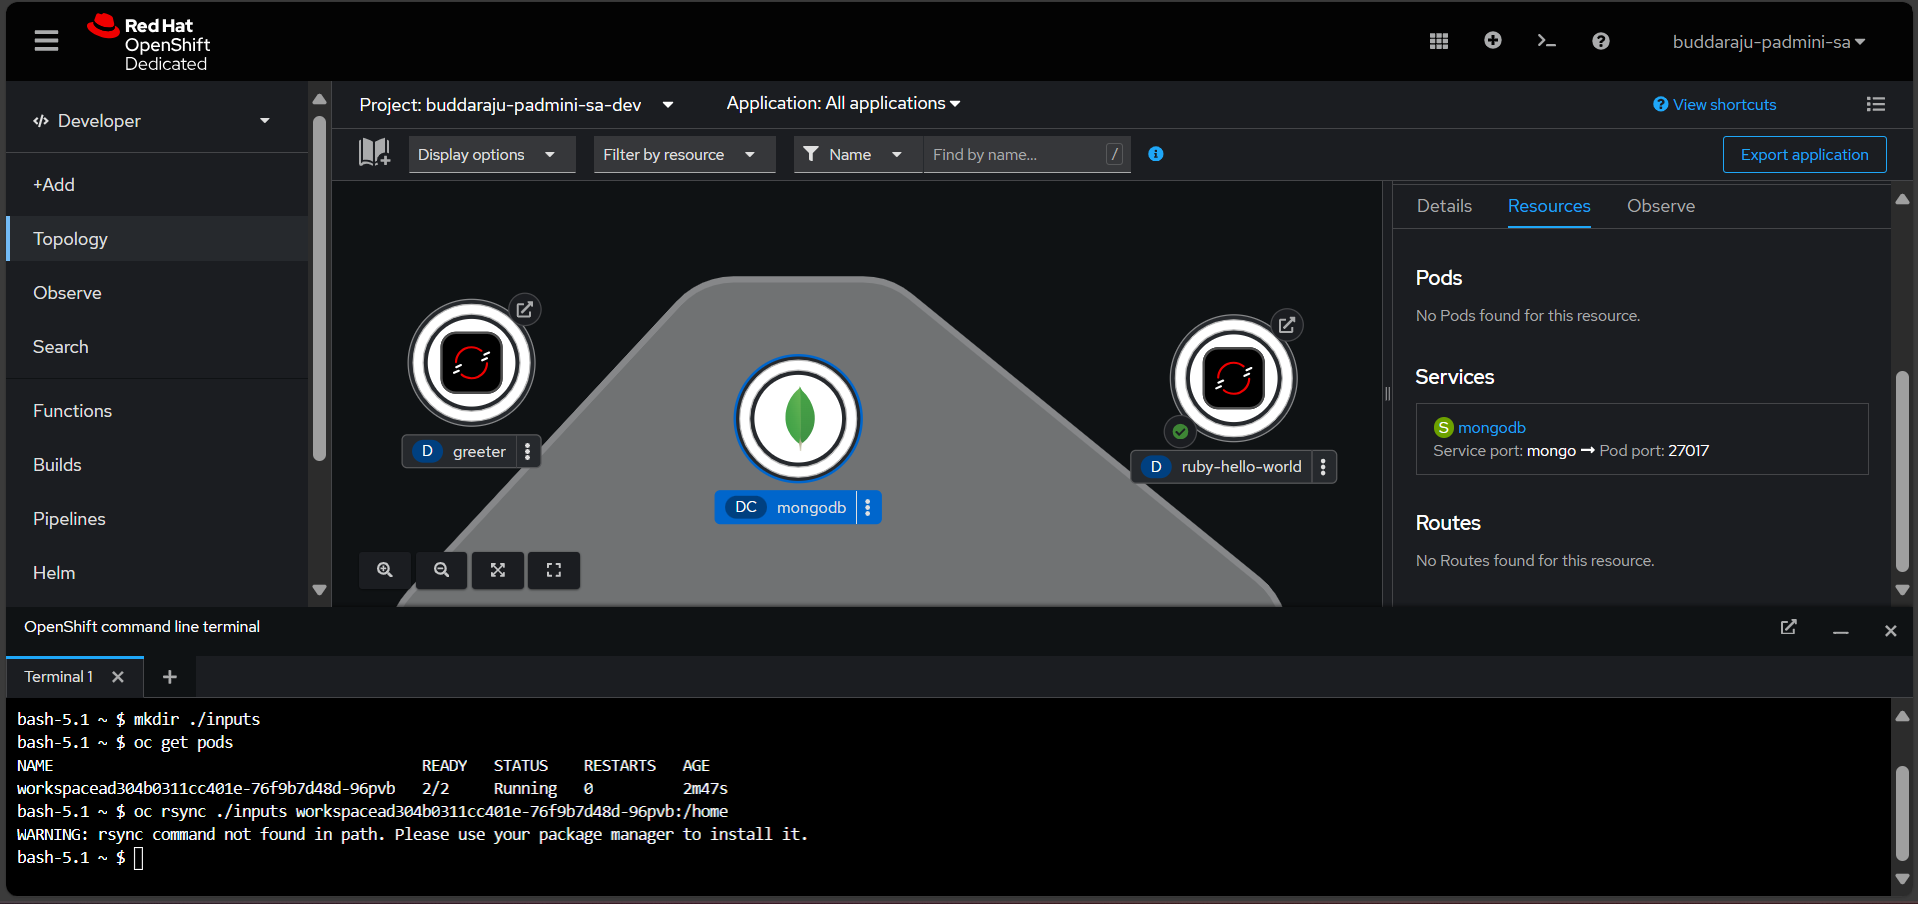 Red Hat
OpenShift
Dedicated
buddaraju-padmini-sa
Developer
+Add
Topology
Observe
Search
Functions
Builds
Pipelines
Helm
Project: buddaraju-padmini-sa-dev
Application: All applications
View shortcuts
Display options
Filter by resource
Name
Find by name...
/
Export application
greeter
D
mongodb
DC
ruby-hello-world
D
Details
Resources
Observe
Pods
No Pods found for this resource.
Services
S mongodb
Service port: mongo → Pod port: 27017
Routes
No Routes found for this resource.
OpenShift command line terminal
Terminal 1
bash-5.1 ~ $ mkdir ./inputs
bash-5.1 ~ $ oc get pods
NAME READY STATUS RESTARTS AGE
workspacead304b0311cc401e-76f9b7d48d-96pvb 2/2 Running 0 2m47s
bash-5.1 ~ $ oc rsync ./inputs workspacead304b0311cc401e-76f9b7d48d-96pvb:/home
WARNING: rsync command not found in path. Please use your package manager to install it.
bash-5.1 ~ $